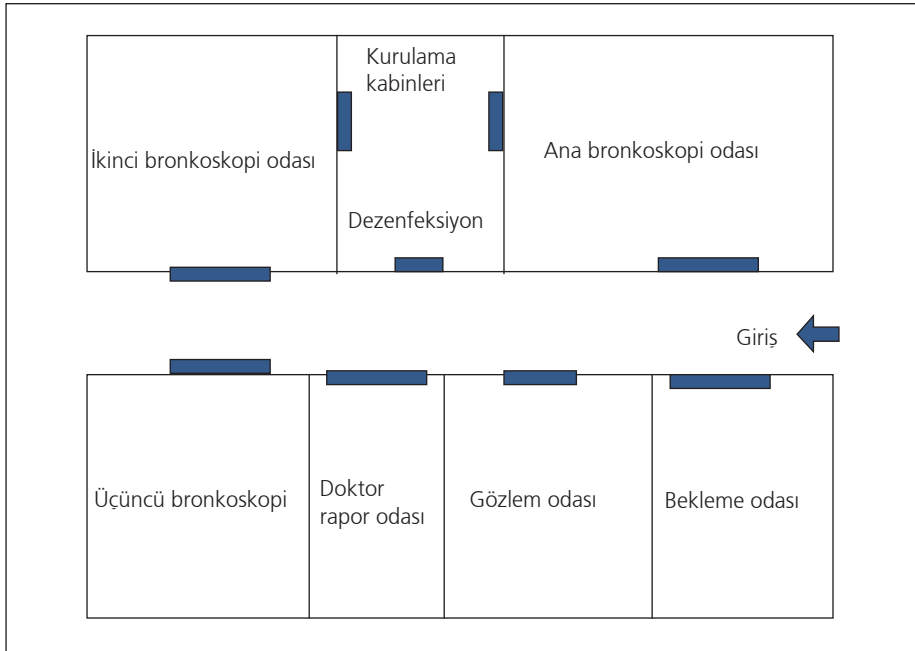 Kurulama
kabinleri
İkinci bronkoskopi odası
Ana bronkoskopi odası
Dezenfeksiyon
Giriş
Üçüncü bronkoskopi
Doktor
rapor odası
Gözlem odası
Bekleme odası